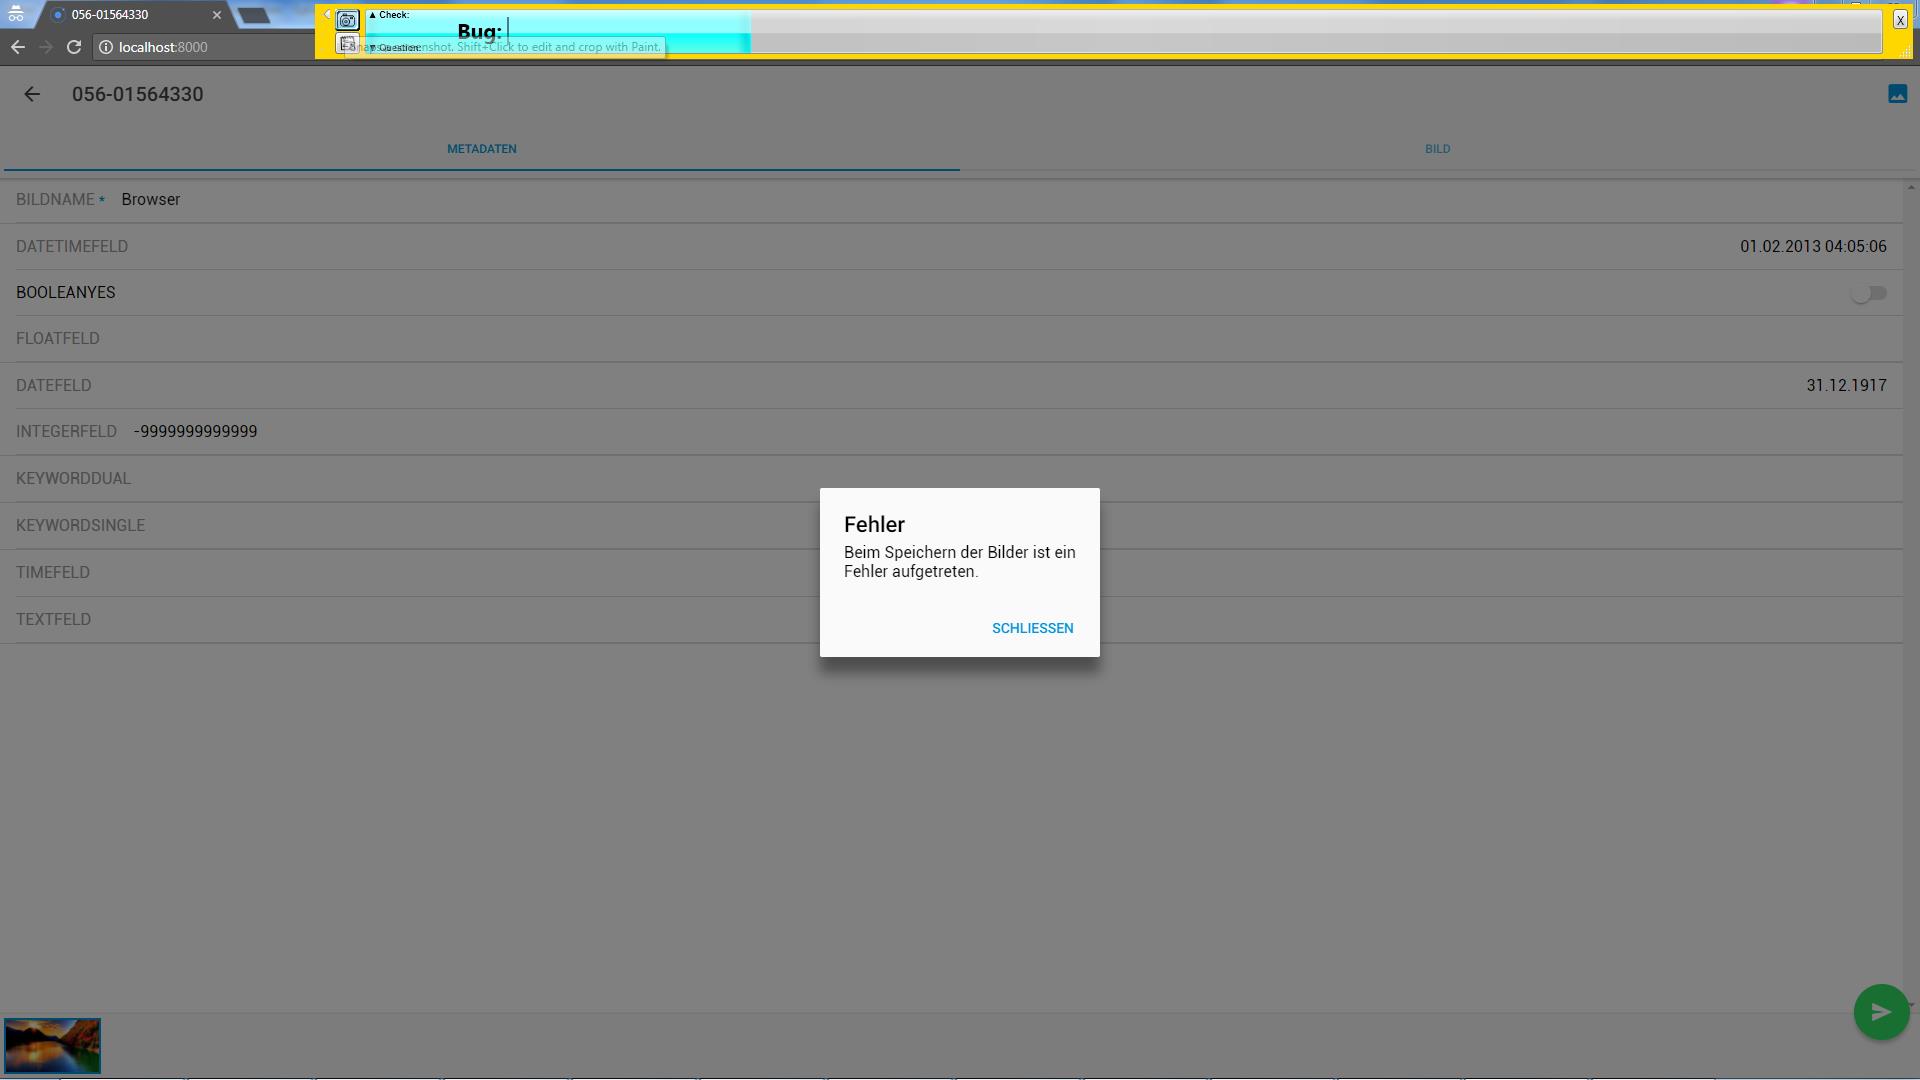 056-01564330
▲ Check:
Bug:
▼ Question:
Snaps a screenshot. Shift+Click to edit and crop with Paint.
X
localhost:8000
056-01564330
METADATEN
BILD
BILDNAME * Browser
DATETIMEFELD 01.02.2013 04:05:06
BOOLEANYES
FLOATFELD
DATEFELD 31.12.1917
INTEGERFELD -9999999999999
KEYWORDDUAL
KEYWORDSINGLE
TIMEFELD
TEXTFELD
Fehler
Beim Speichern der Bilder ist ein
Fehler aufgetreten.
SCHLIESSEN